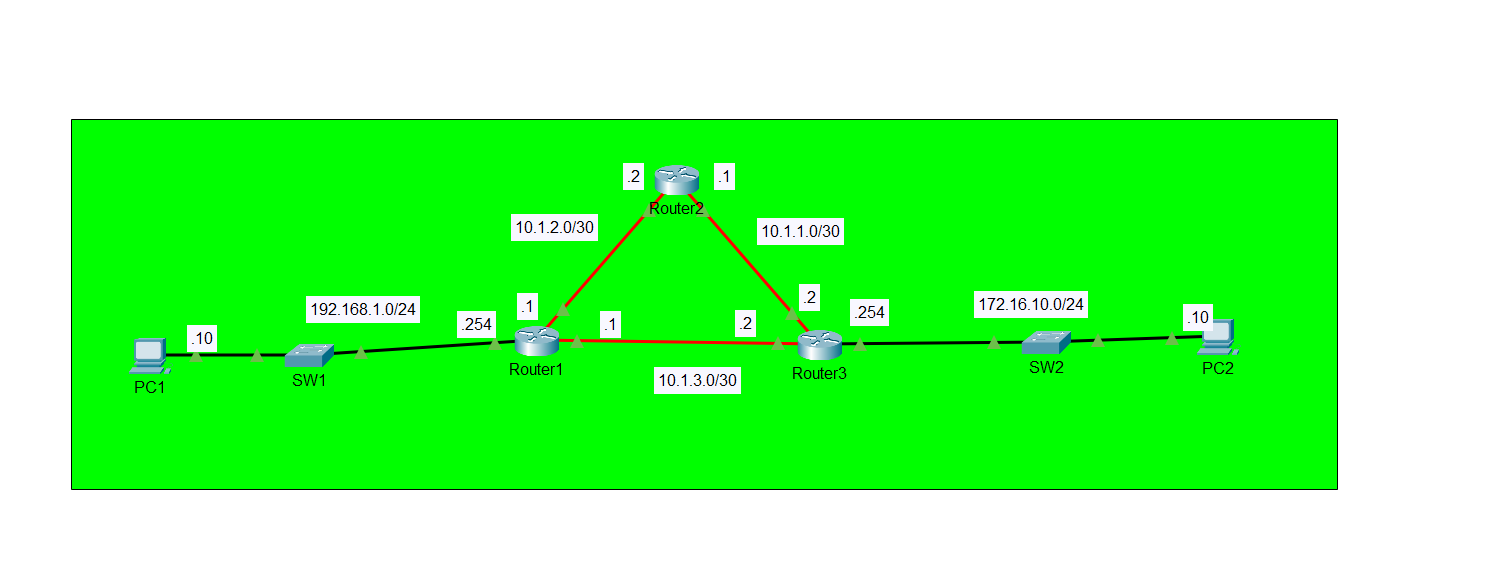 .2
.1
Router2
10.1.2.0/30
10.1.1.0/30
192.168.1.0/24
.254
.1
.1
.2
.2
.254
172.16.10.0/24
.10
.10
PC1
SW1
Router1
10.1.3.0/30
Router3
SW2
PC2